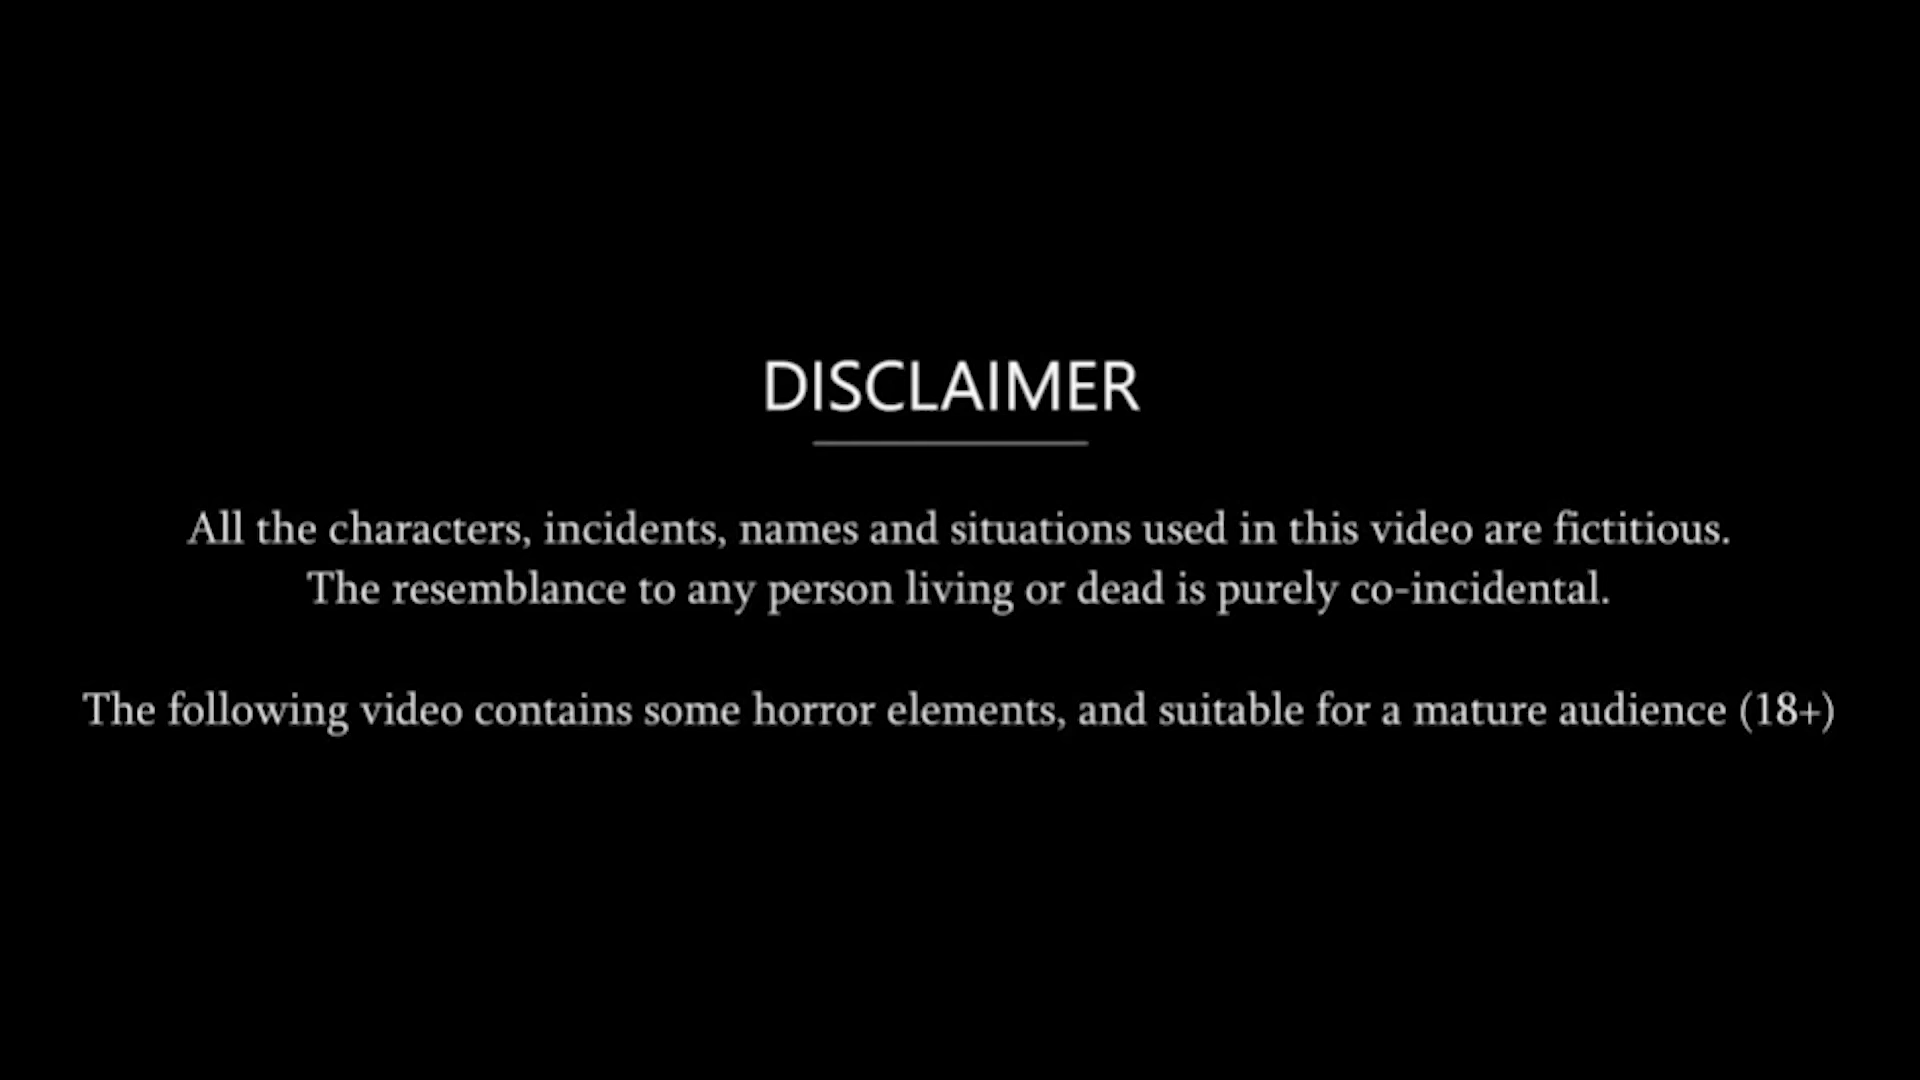 DISCLAIMER
All the characters, incidents, names and situations used in this video are fictitious.
The resemblance to any person living or dead is purely co-incidental.
The following video contains some horror elements, and suitable for a mature audience (18+)